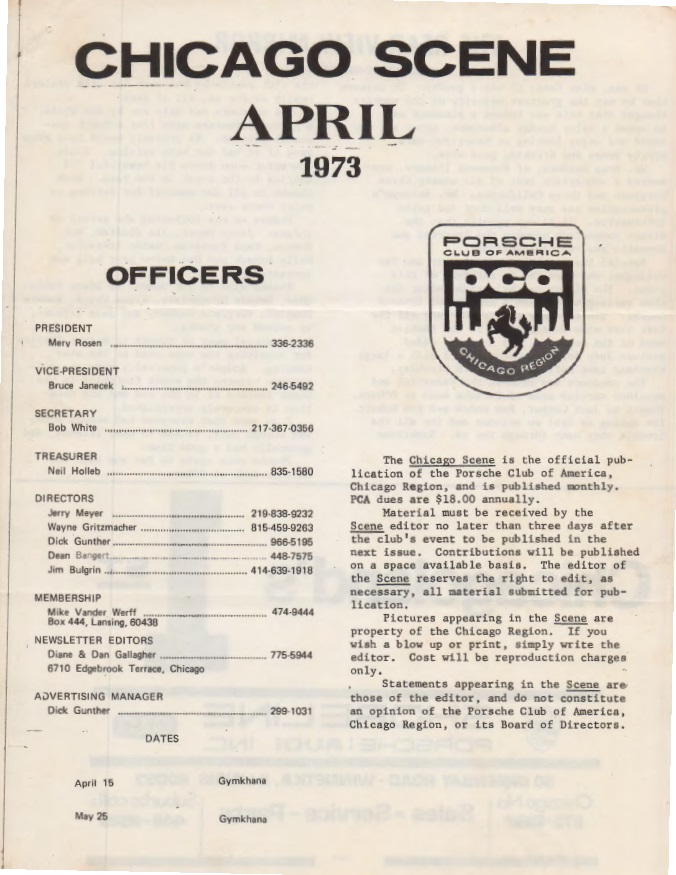 CHICAGO SCENE
APRIL
1973
OFFICERS
PRESIDENT
Merv Rosen 336-2336
VICE-PRESIDENT
Bruce Janecek 246-5492
SECRETARY
Bob White 217-367-0356
TREASURER
Neil Holleb 835-1580
DIRECTORS
Jerry Meyer 219-838-9232
Wayne Gritzmacher 815-459-9263
Dick Gunther 966-5195
Dean Bangert 448-7575
Jim Bulgrin 414-639-1918
MEMBERSHIP
Mike Vander Werff 474-9444
Box 444, Lansing, 60438
NEWSLETTER EDITORS
Diane & Dan Gallagher 775-5944
6710 Edgebrook Terrace, Chicago
ADVERTISING MANAGER
Dick Gunther 299-1031
DATES
April 15 Gymkhana
May 25 Gymkhana
PORSCHE
CLUB OF AMERICA
pca
CHICAGO REGION
The Chicago Scene is the official pub-
lication of the Porsche Club of America,
Chicago Region, and is published monthly.
PCA dues are $18.00 annually.
Material must be received by the
Scene editor no later than three days after
the club's event to be published in the
next issue. Contributions will be published
on a space available basis. The editor of
the Scene reserves the right to edit, as
necessary, all material submitted for pub-
lication.
Pictures appearing in the Scene are
property of the Chicago Region. If you
wish a blow up or print, simply write the
editor. Cost will be reproduction charges
only.
Statements appearing in the Scene are
those of the editor, and do not constitute
an opinion of the Porsche Club of America,
Chicago Region, or its Board of Directors.